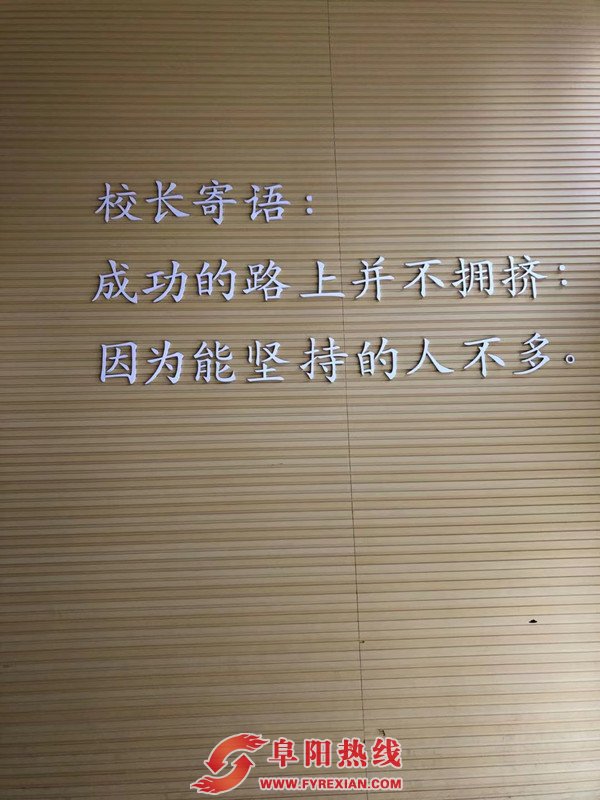 校长寄语：
成功的路上并不拥挤：
因为能坚持的人不多。
阜阳热线
WWW.FYREXIAN.COM